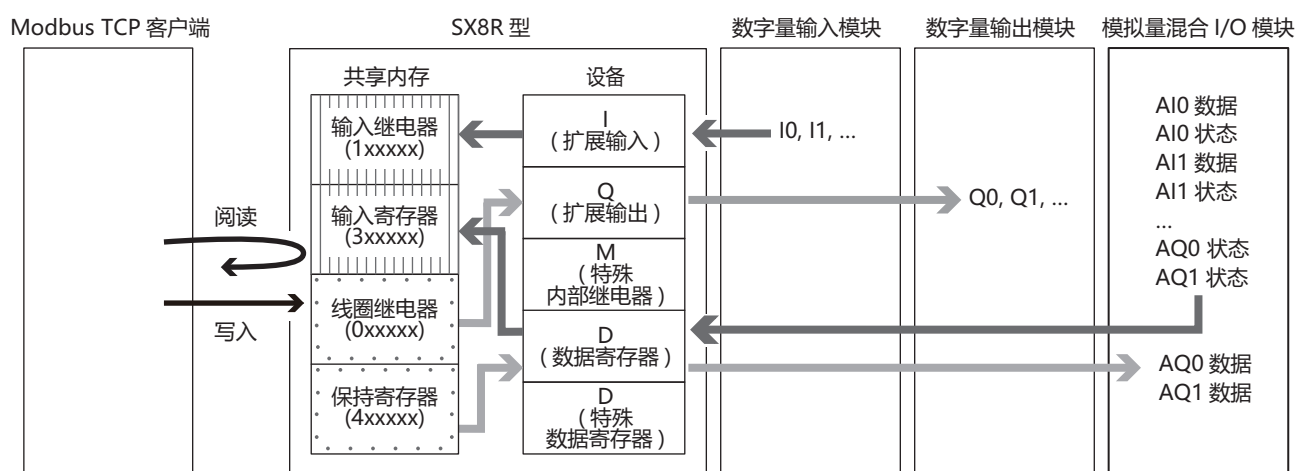 Modbus TCP 客户端
SX8R 型
数字量输入模块
数字量输出模块
模拟量混合 I/O 模块
共享内存
设备
输入继电器
(1xxxxx)
输入寄存器
(3xxxxx)
线圈继电器
(0xxxxx)
保持寄存器
(4xxxxx)
I
( 扩展输入 )
Q
( 扩展输出 )
M
( 特殊
内部继电器 )
D
( 数据寄存器 )
D
( 特殊
数据寄存器 )
阅读
写入
I0, I1, ...
Q0, Q1, ...
AI0 数据
AI0 状态
AI1 数据
AI1 状态
...
AQ0 状态
AQ1 状态
AQ0 数据
AQ1 数据